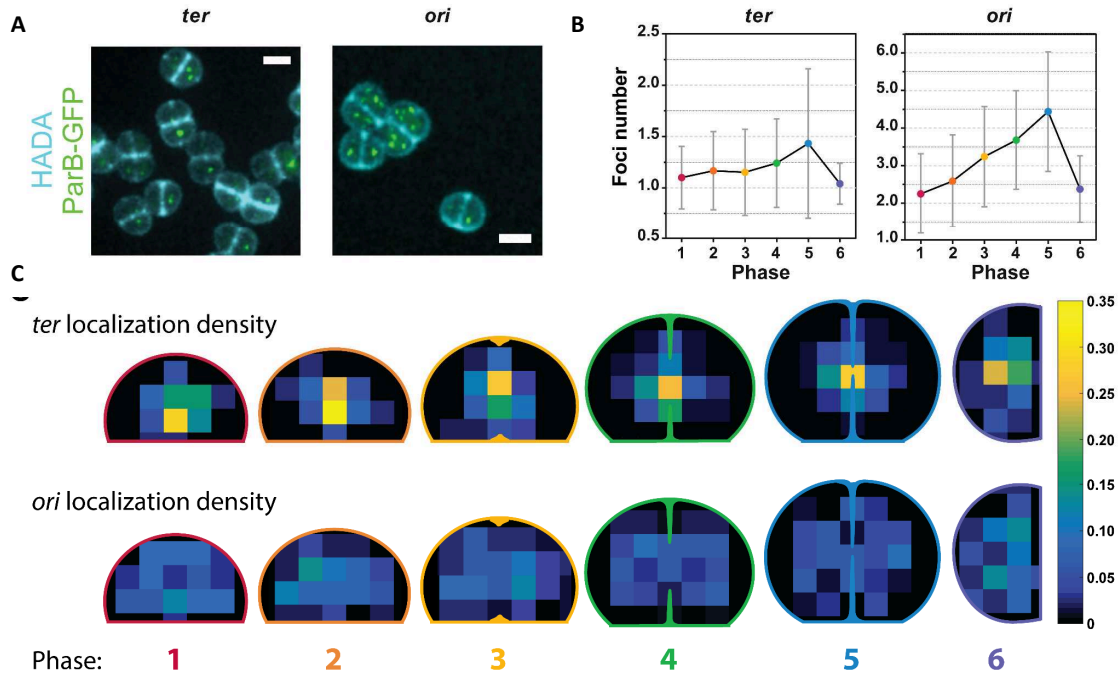 A
ter
ori
HADA
ParB-GFP
B
ter
ori
Foci number
2.5
2.0
1.5
1.0
0.5
6.0
5.0
4.0
3.0
2.0
1.0
1 2 3 4 5 6
Phase
1 2 3 4 5 6
Phase
C
ter localization density
0.35
0.30
0.25
0.20
0.15
0.10
0.05
0
ori localization density
Phase: 1 2 3 4 5 6